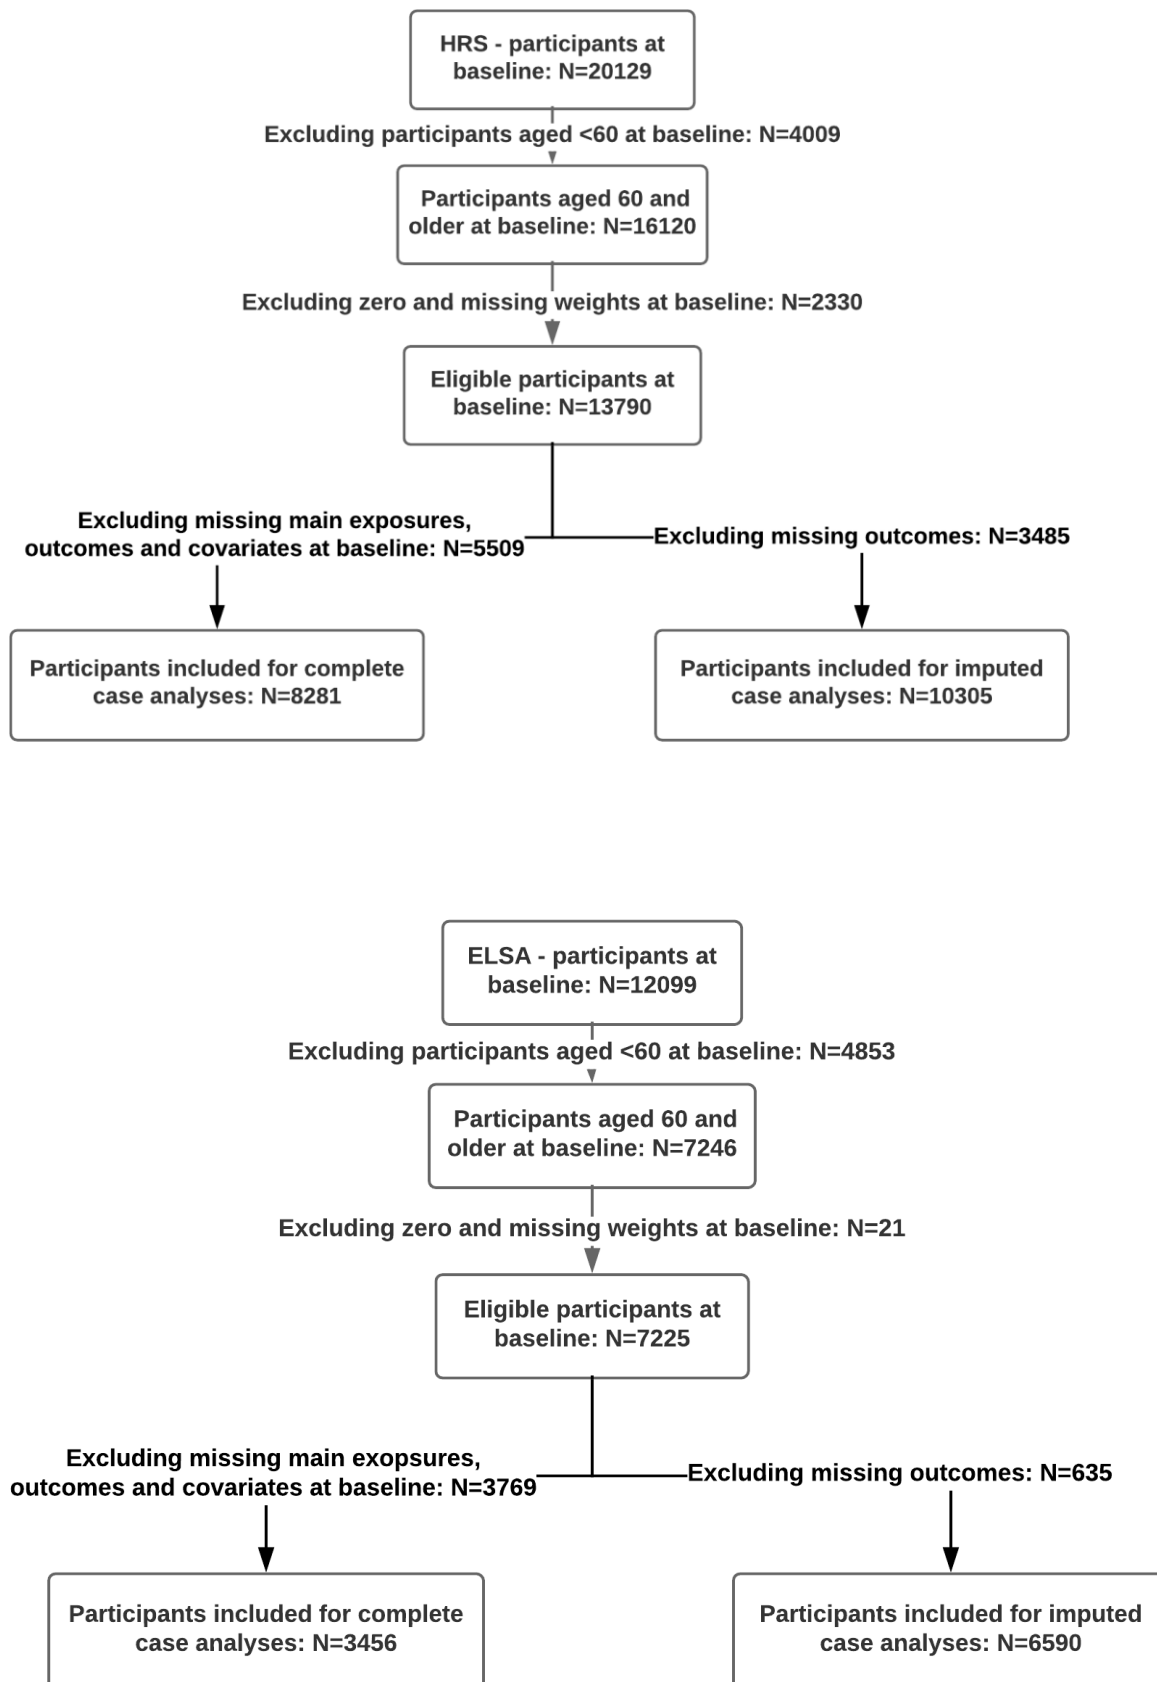 HRS - participants at
baseline: N=20129
Excluding participants aged <60 at baseline: N=4009
Participants aged 60 and
older at baseline: N=16120
Excluding zero and missing weights at baseline: N=2330
Eligible participants at
baseline: N=13790
Excluding missing main exposures,
outcomes and covariates at baseline: N=5509
Excluding missing outcomes: N=3485
Participants included for complete
case analyses: N=8281
Participants included for imputed
case analyses: N=10305
ELSA - participants at
baseline: N=12099
Excluding participants aged <60 at baseline: N=4853
Participants aged 60 and
older at baseline: N=7246
Excluding zero and missing weights at baseline: N=21
Eligible participants at
baseline: N=7225
Excluding missing main exopsures,
outcomes and covariates at baseline: N=3769
Excluding missing outcomes: N=635
Participants included for complete
case analyses: N=3456
Participants included for imputed
case analyses: N=6590